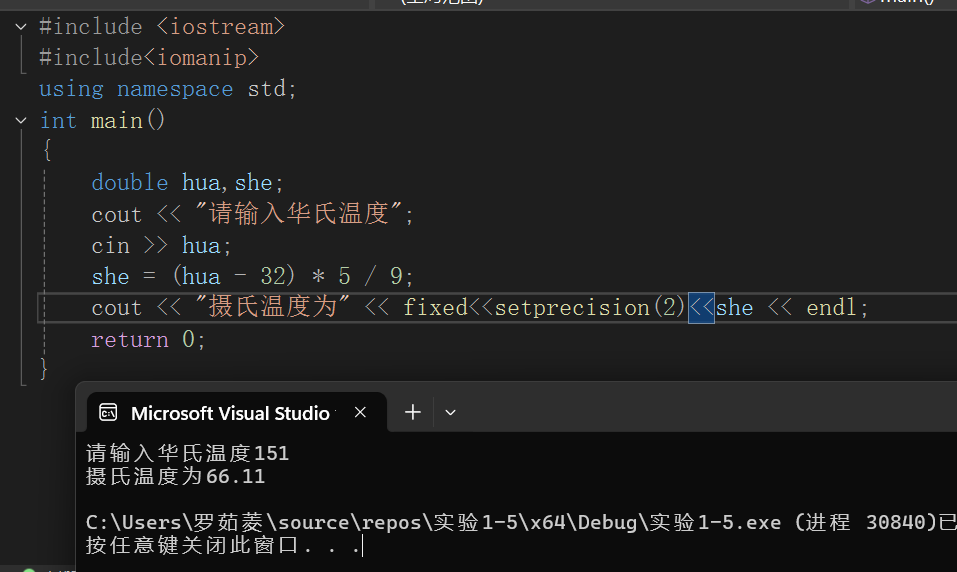 #include <iostream>
#include<iomanip>
using namespace std;
int main()
{
double hua,she;
cout << "请输入华氏温度";
cin >> hua;
she = (hua - 32) * 5 / 9;
cout << "摄氏温度为" << fixed<<setprecision(2)<<she << endl;
return 0;
}
Microsoft Visual Studio
请输入华氏温度151
摄氏温度为66.11
C:\Users\罗茹菱\source\repos\实验1-5\x64\Debug\实验1-5.exe (进程 30840)已
按任意键关闭此窗口. . .